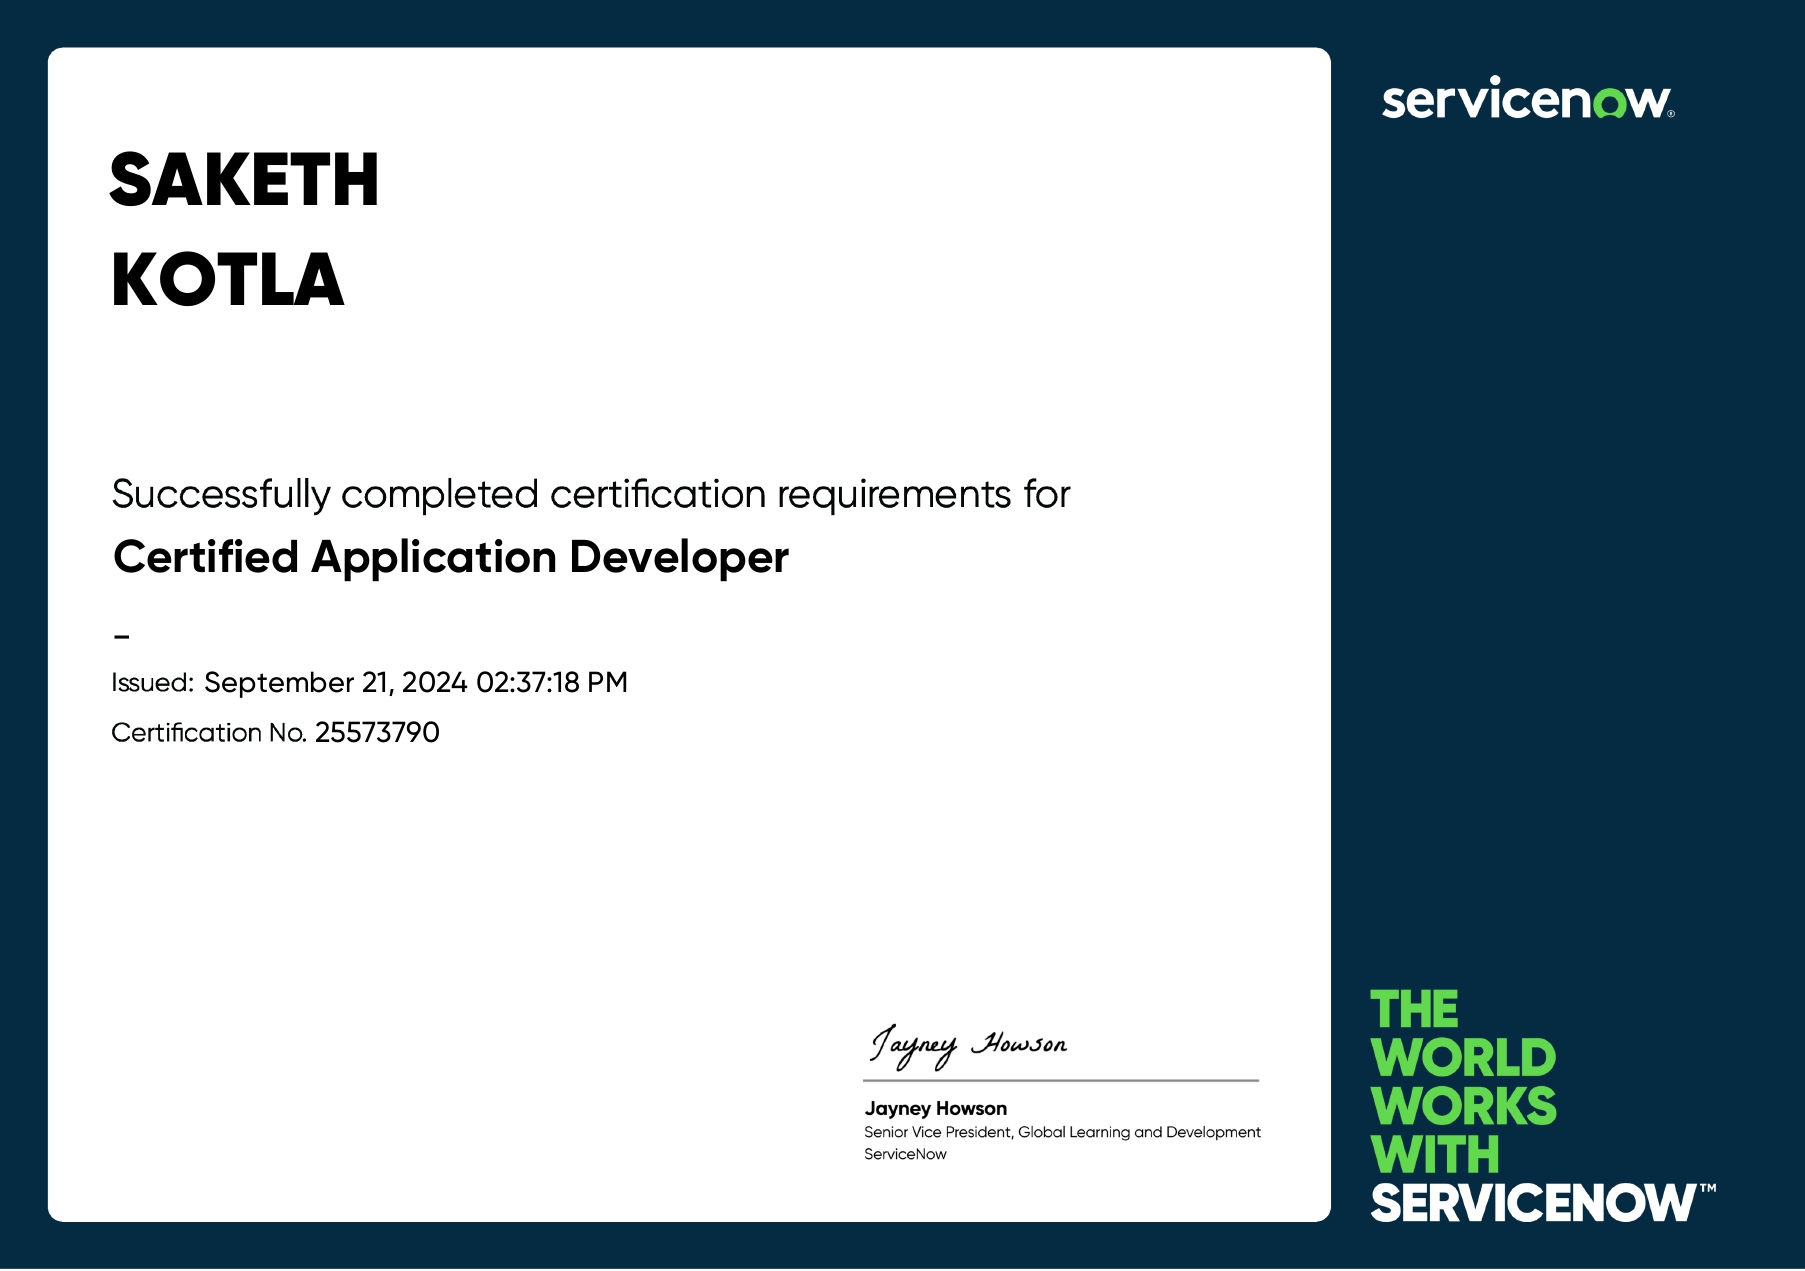 SAKETH
KOTLA
Successfully completed certification requirements for
Certified Application Developer
–
Issued: September 21, 2024 02:37:18 PM
Certification No. 25573790
Jayney Howson
Jayney Howson
Senior Vice President, Global Learning and Development
ServiceNow
servicenow®
THE
WORLD
WORKS
WITH
SERVICENOW™